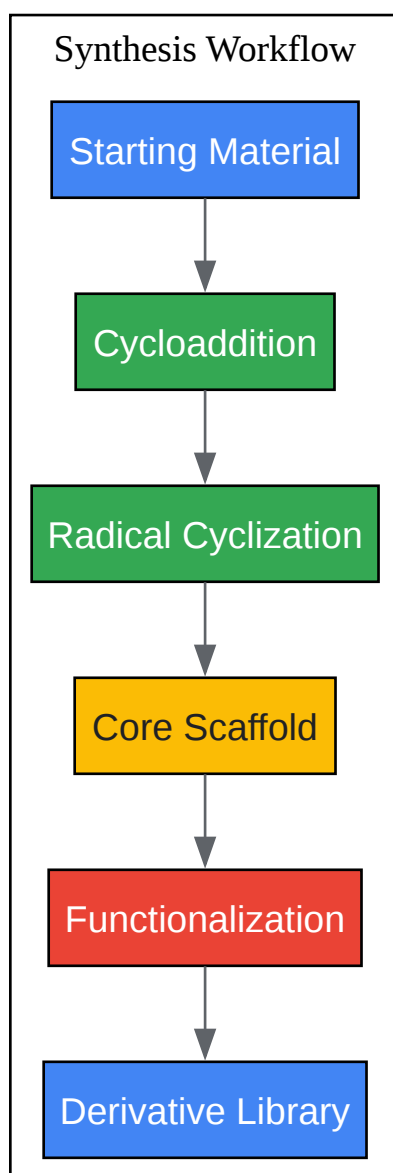 Synthesis Workflow
Starting Material
Cycloaddition
Radical Cyclization
Core Scaffold
Functionalization
Derivative Library